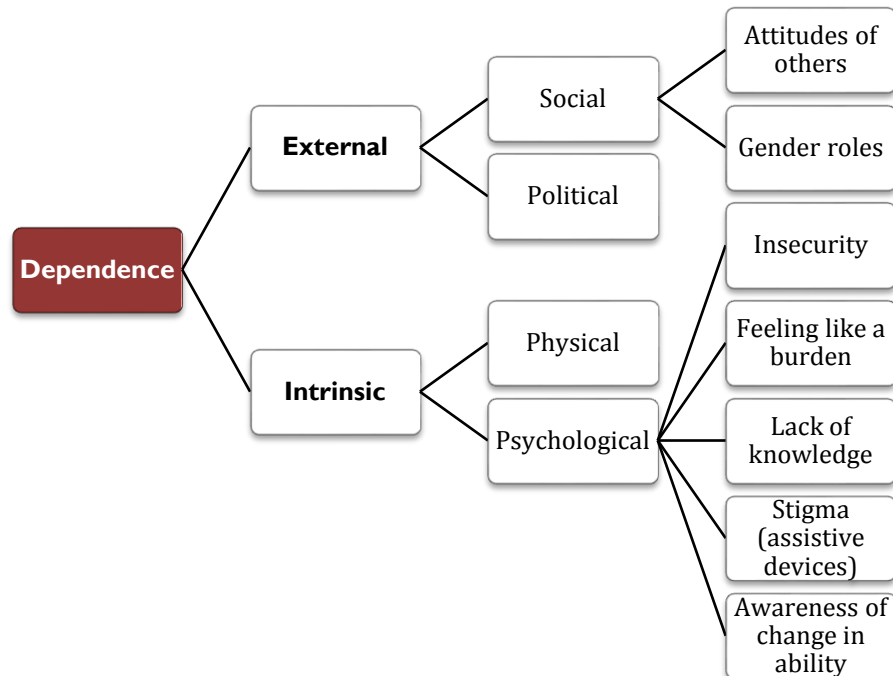 Dependence
External
Social
Attitudes of
others
Gender roles
Political
Intrinsic
Physical
Psychological
Insecurity
Feeling like a
burden
Lack of
knowledge
Stigma
(assistive
devices)
Awareness of
change in
ability